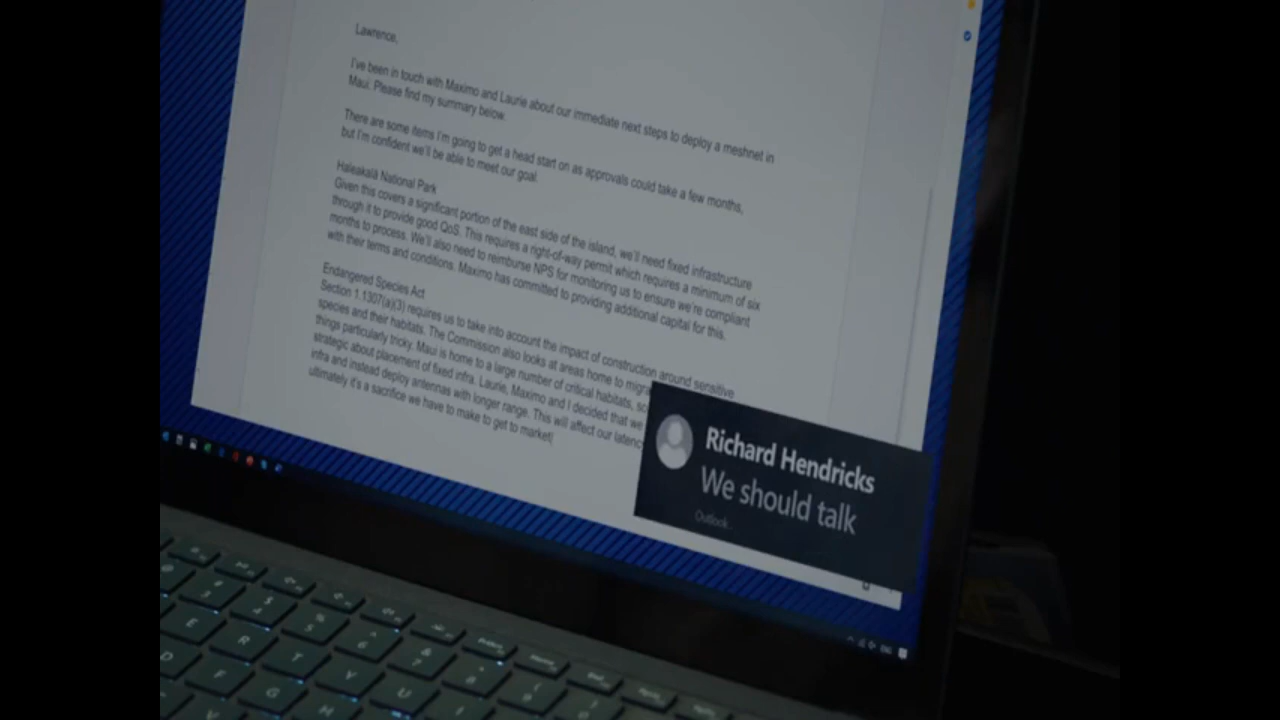 Lawrence,
I've been in touch with Maximo and Laurie about our immediate next steps to deploy a meshnet in
Maui. Please find my summary below.
There are some items I'm going to get a head start on as approvals could take a few months,
but I'm confident we'll be able to meet our goal.
Haleakalā National Park
Given this covers a significant portion of the east side of the island, we'll need fixed infrastructure
through it to provide good QoS. This requires a right-of-way permit which requires a minimum of six
months to process. We'll also need to reimburse NPS for monitoring us to ensure we're compliant
with their terms and conditions. Maximo has committed to providing additional capital for this.
Endangered Species Act
Section 1.1307(a)(3) requires us to take into account the impact of construction around sensitive
species and their habitats. The Commission also looks at areas home to
things particularly tricky. Maui is home to a large number of critical habitats,
strategic about placement of fixed infra. Laurie, Maximo and I decided that we
infra and instead deploy antennas with longer range. This will affect our
ultimately it's a sacrifice we have to make to get to market
Richard Hendricks
We should talk
Outlook
3
4
5
6
7
8
9
0
E
R
T
Y
U
I
D
F
G
H
V